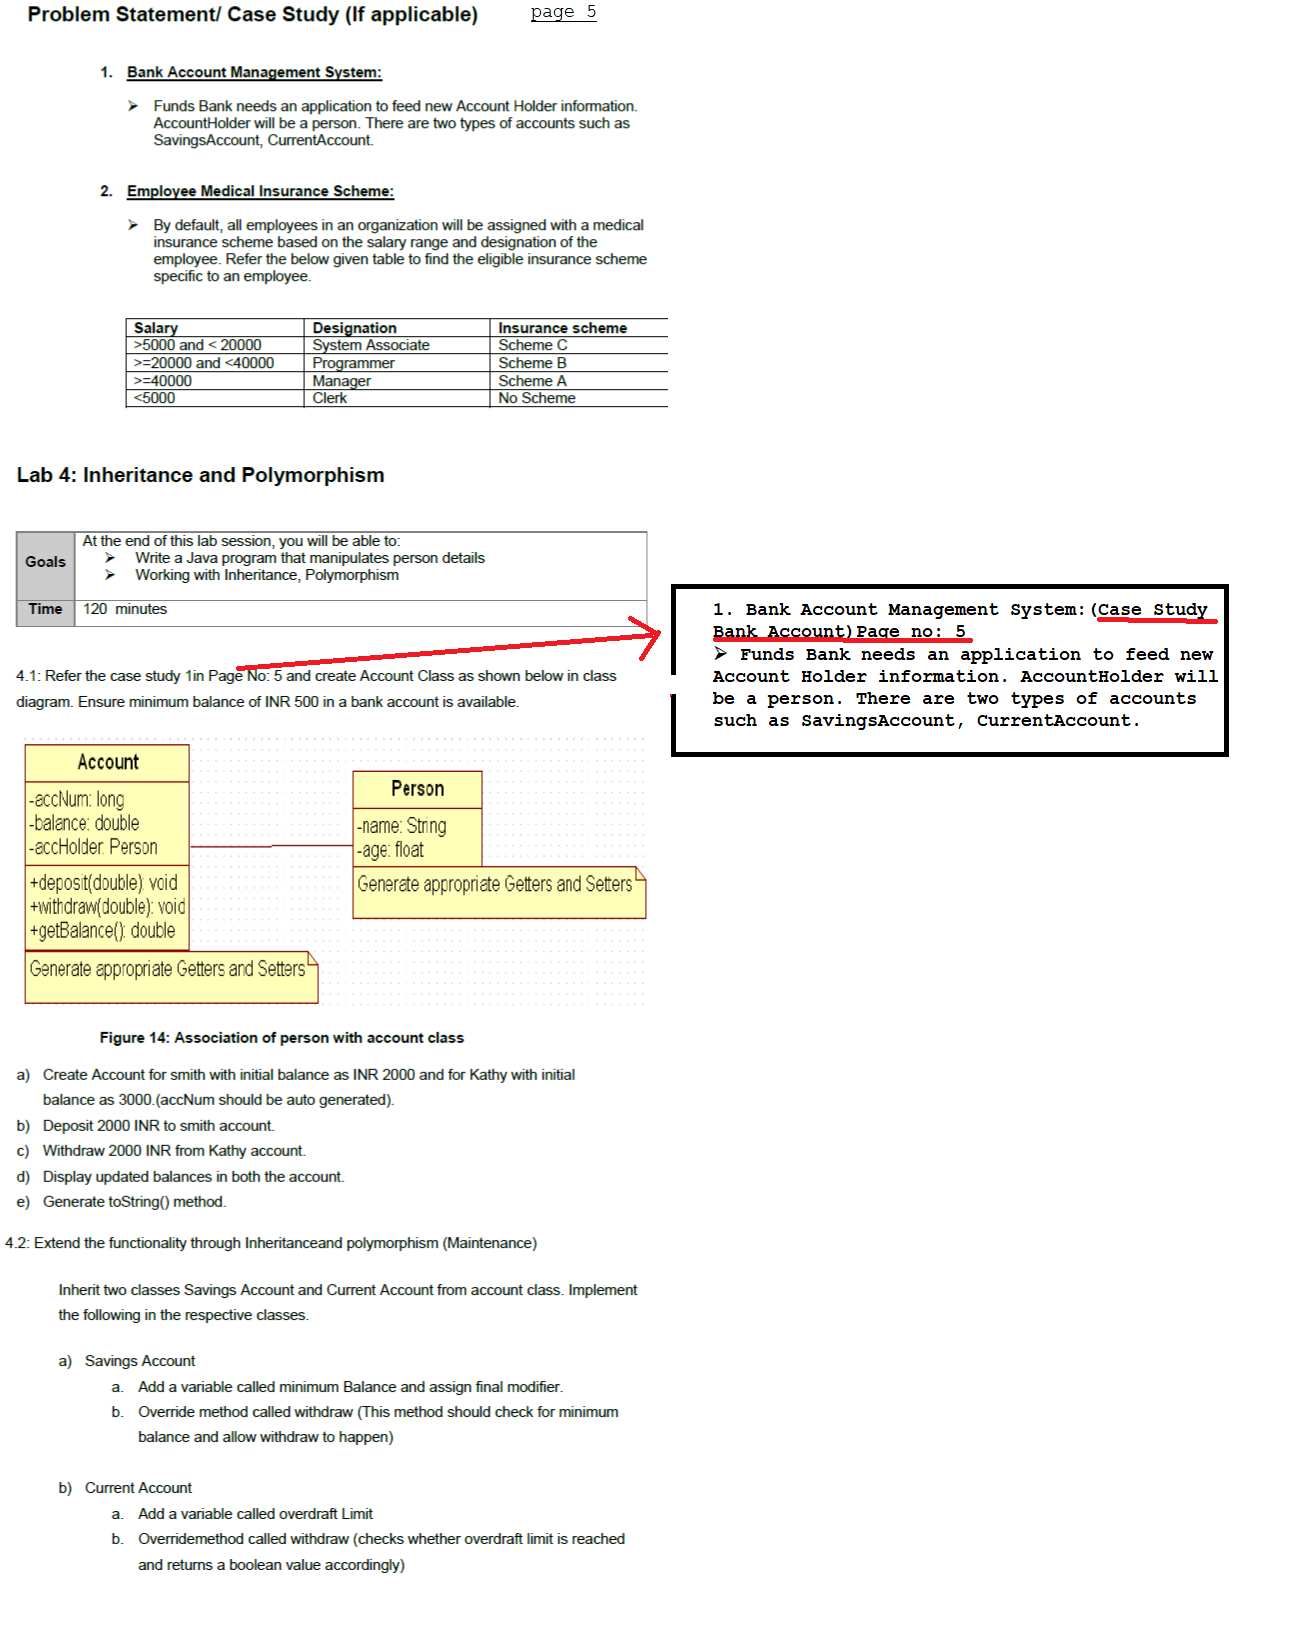 Problem Statement/ Case Study (If applicable)
page 5
1. Bank Account Management System:
➢ Funds Bank needs an application to feed new Account Holder information.
AccountHolder will be a person. There are two types of accounts such as
SavingsAccount, CurrentAccount.
2. Employee Medical Insurance Scheme:
➢ By default, all employees in an organization will be assigned with a medical
insurance scheme based on the salary range and designation of the
employee. Refer the below given table to find the eligible insurance scheme
specific to an employee.
Salary Designation Insurance scheme
>5000 and < 20000 System Associate Scheme C
>=20000 and <40000 Programmer Scheme B
>=40000 Manager Scheme A
<5000 Clerk No Scheme
Lab 4: Inheritance and Polymorphism
Goals
At the end of this lab session, you will be able to:
➢ Write a Java program that manipulates person details
➢ Working with Inheritance, Polymorphism
Time 120 minutes
1. Bank Account Management System:(Case Study
Bank Account)Page no: 5
➢ Funds Bank needs an application to feed new
Account Holder information. AccountHolder will
be a person. There are two types of accounts
such as SavingsAccount, CurrentAccount.
4.1: Refer the case study 1in Page No: 5 and create Account Class as shown below in class
diagram. Ensure minimum balance of INR 500 in a bank account is available.
Account
-accNum: long
-balance: double
-accHolder: Person
+deposit(double): void
+withdraw(double): void
+getBalance(): double
Generate appropriate Getters and Setters
Person
-name: String
-age: float
Generate appropriate Getters and Setters
Figure 14: Association of person with account class
a) Create Account for smith with initial balance as INR 2000 and for Kathy with initial
balance as 3000.(accNum should be auto generated).
b) Deposit 2000 INR to smith account.
c) Withdraw 2000 INR from Kathy account.
d) Display updated balances in both the account.
e) Generate toString() method.
4.2: Extend the functionality through Inheritanceand polymorphism (Maintenance)
Inherit two classes Savings Account and Current Account from account class. Implement
the following in the respective classes.
a) Savings Account
a. Add a variable called minimum Balance and assign final modifier.
b. Override method called withdraw (This method should check for minimum
balance and allow withdraw to happen)
b) Current Account
a. Add a variable called overdraft Limit
b. Overridemethod called withdraw (checks whether overdraft limit is reached
and returns a boolean value accordingly)